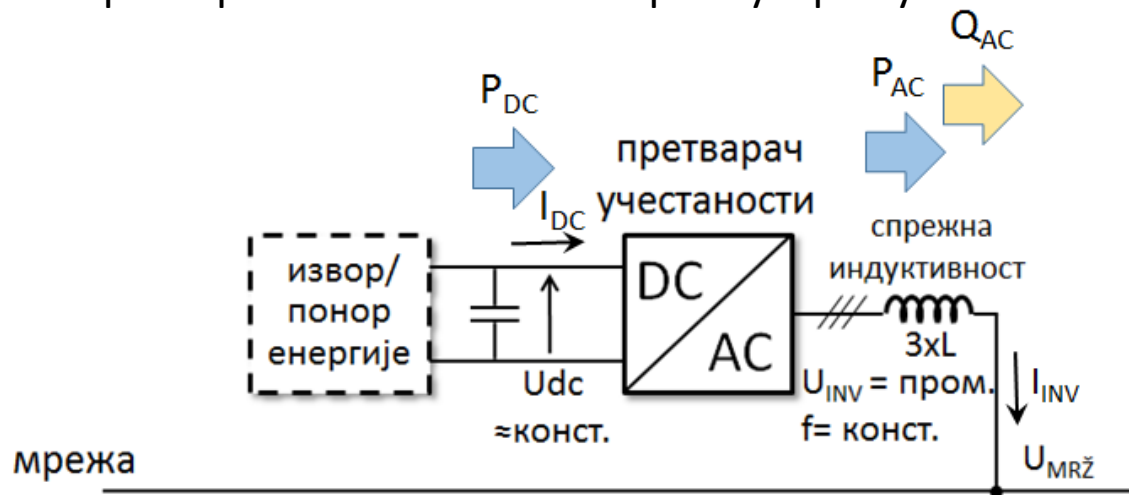 Q_AC
P_AC
P_DC
претварач
учестаности
I_DC
спрежна
индуктивност
извор/
понор
енергије
DC
AC
3xL
Udc
≈конст.
U_INV = пром.
f= конст.
I_INV
U_MRŽ
мрежа